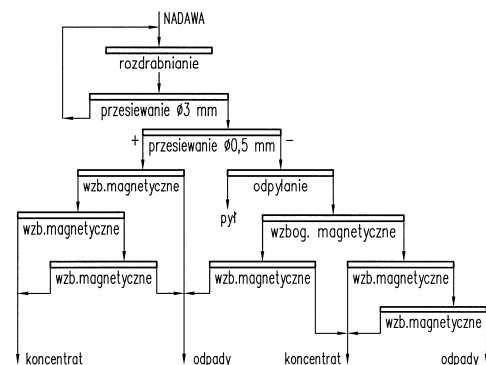 NADAWA
rozdrabnianie
przesiewanie Ø3 mm
+ przesiewanie Ø0,5 mm −
wzb.magnetyczne
odpylanie
pył
wzb.magnetyczne
wzbog. magnetyczne
wzb.magnetyczne
wzb.magnetyczne
wzb.magnetyczne
wzb.magnetyczne
koncentrat
odpady
koncentrat
odpady